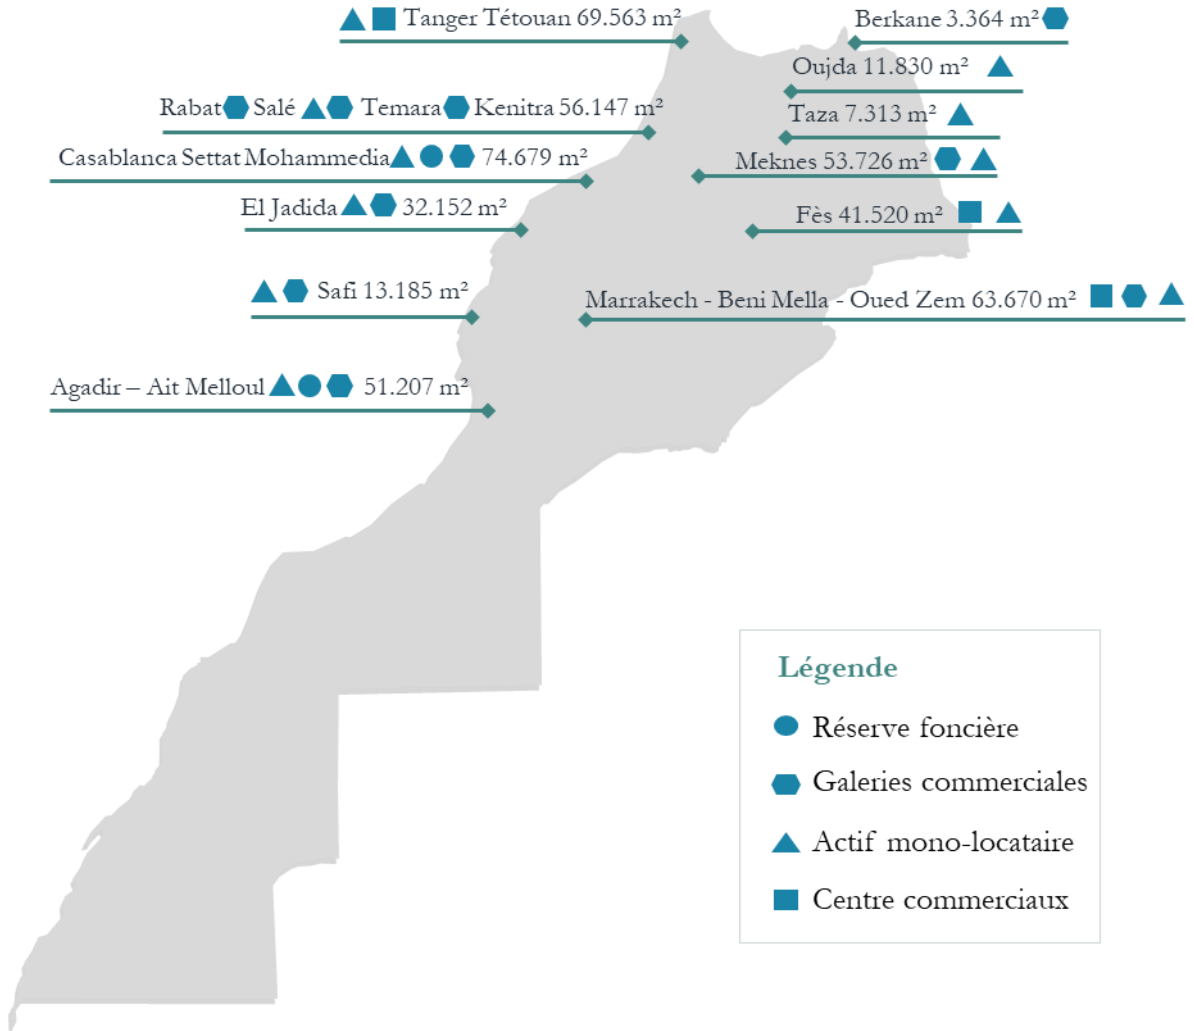 Tanger Tétouan 69.563 m²
Berkane 3.364 m²
Oujda 11.830 m²
Rabat Salé Temara Kenitra 56.147 m²
Taza 7.313 m²
Casablanca Settat Mohammedia 74.679 m²
Meknes 53.726 m²
El Jadida 32.152 m²
Fès 41.520 m²
Safi 13.185 m²
Marrakech - Beni Mella - Oued Zem 63.670 m²
Agadir – Ait Melloul 51.207 m²
Légende
Réserve foncière
Galeries commerciales
Actif mono-locataire
Centre commerciaux